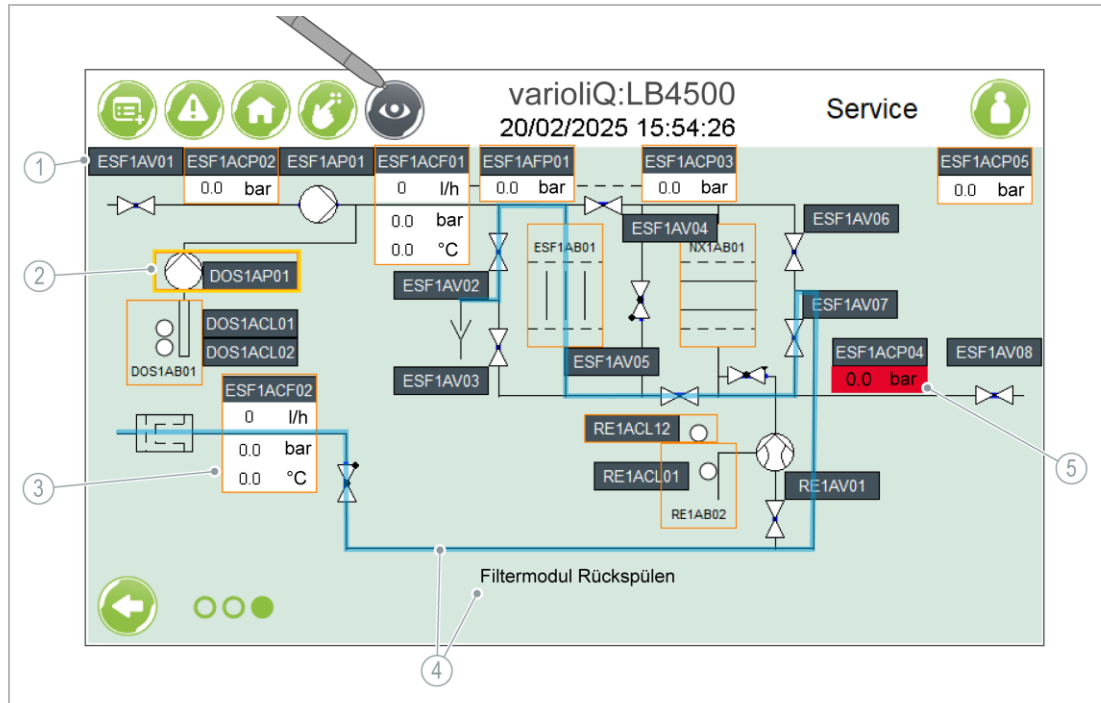 varioliQ:LB4500
20/02/2025 15:54:26
Service
1
ESF1AV01
ESF1ACP02
0.0 bar
ESF1AP01
ESF1ACF01
0 l/h
0.0 bar
0.0 °C
ESF1AFP01
0.0 bar
ESF1ACP03
0.0 bar
ESF1ACP05
0.0 bar
ESF1AV04
ESF1AV06
ESF1AB01
NX1AB01
2
DOS1AP01
ESF1AV02
ESF1AV07
DOS1ACL01
DOS1ACL02
DOS1AB01
ESF1AV03
ESF1AV05
ESF1ACP04
0.0 bar
ESF1AV08
ESF1ACF02
0 l/h
0.0 bar
0.0 °C
RE1ACL12
RE1ACL01
RE1AB02
RE1AV01
3
5
Filtermodul Rückspülen
4